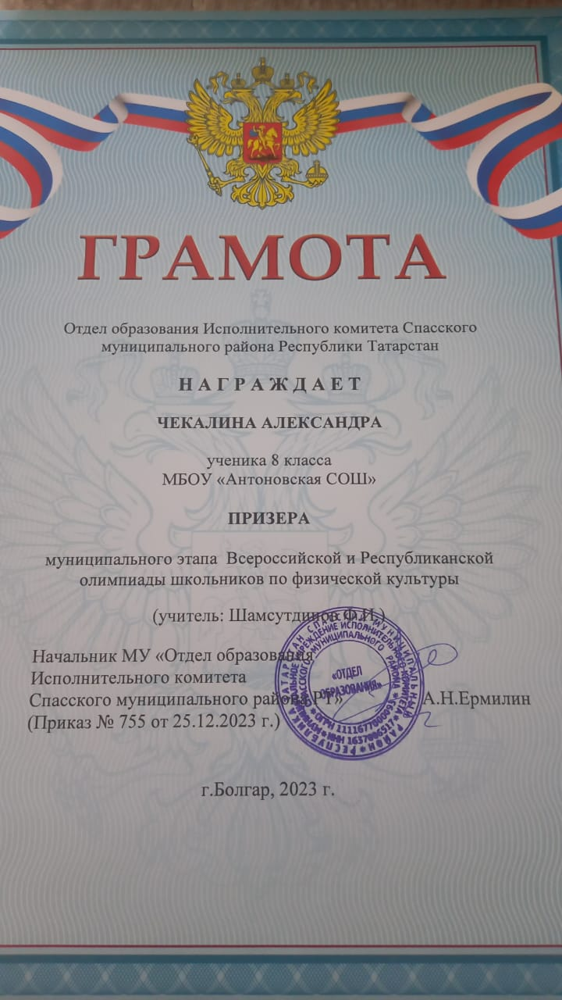 ГРАМОТА
Отдел образования Исполнительного комитета Спасского
муниципального района Республики Татарстан
НАГРАЖДАЕТ
ЧЕКАЛИНА АЛЕКСАНДРА
ученика 8 класса
МБОУ «Антоновская СОШ»
ПРИЗЕРА
муниципального этапа Всероссийской и Республиканской
олимпиады школьников по физической культуры
(учитель: Шамсутдинов Ф.И.)
Начальник МУ «Отдел образования
Исполнительного комитета
Спасского муниципального района РТ» А.Н.Ермилин
(Приказ № 755 от 25.12.2023 г.)
«ОТДЕЛ
ОБРАЗОВАНИЯ»
г.Болгар, 2023 г.